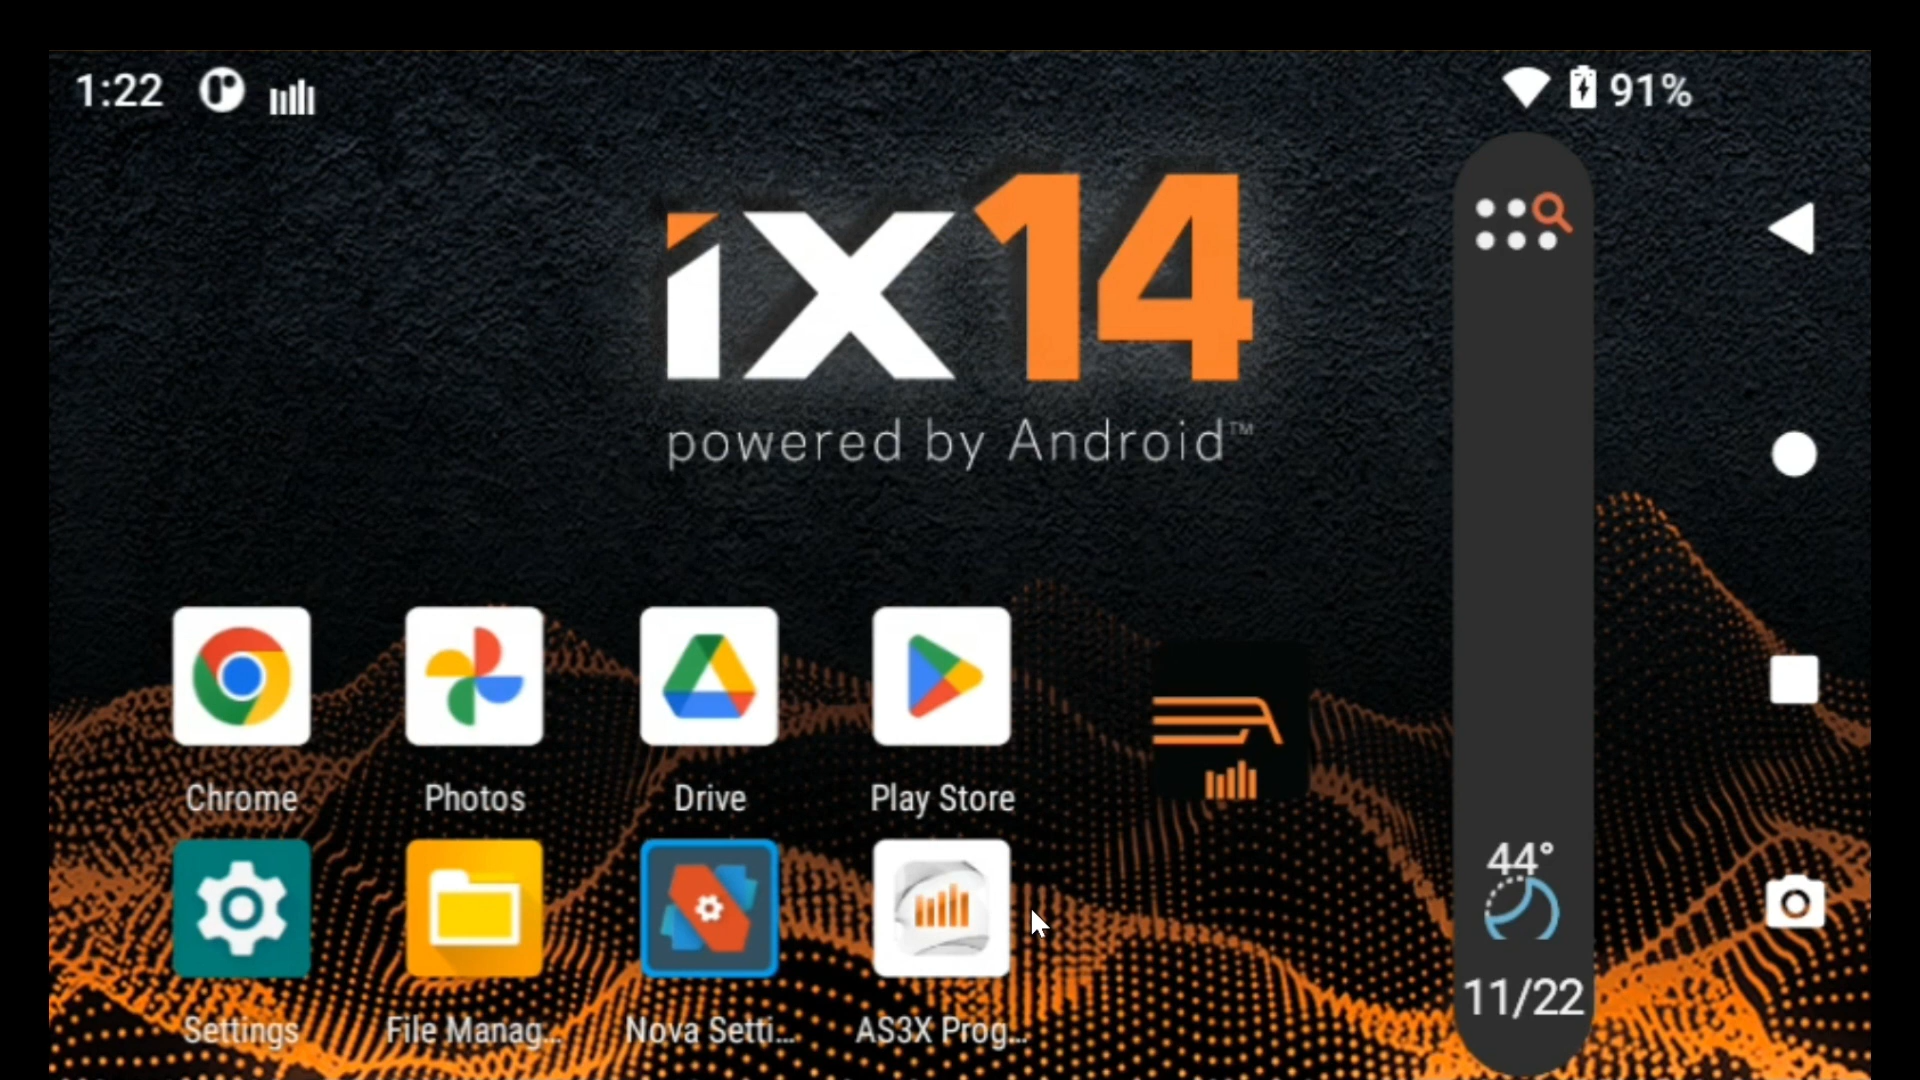 1:22
91%
iX14
powered by Android™
Chrome
Photos
Drive
Play Store
Settings
File Manag...
Nova Setti...
AS3X Prog...
44°
11/22